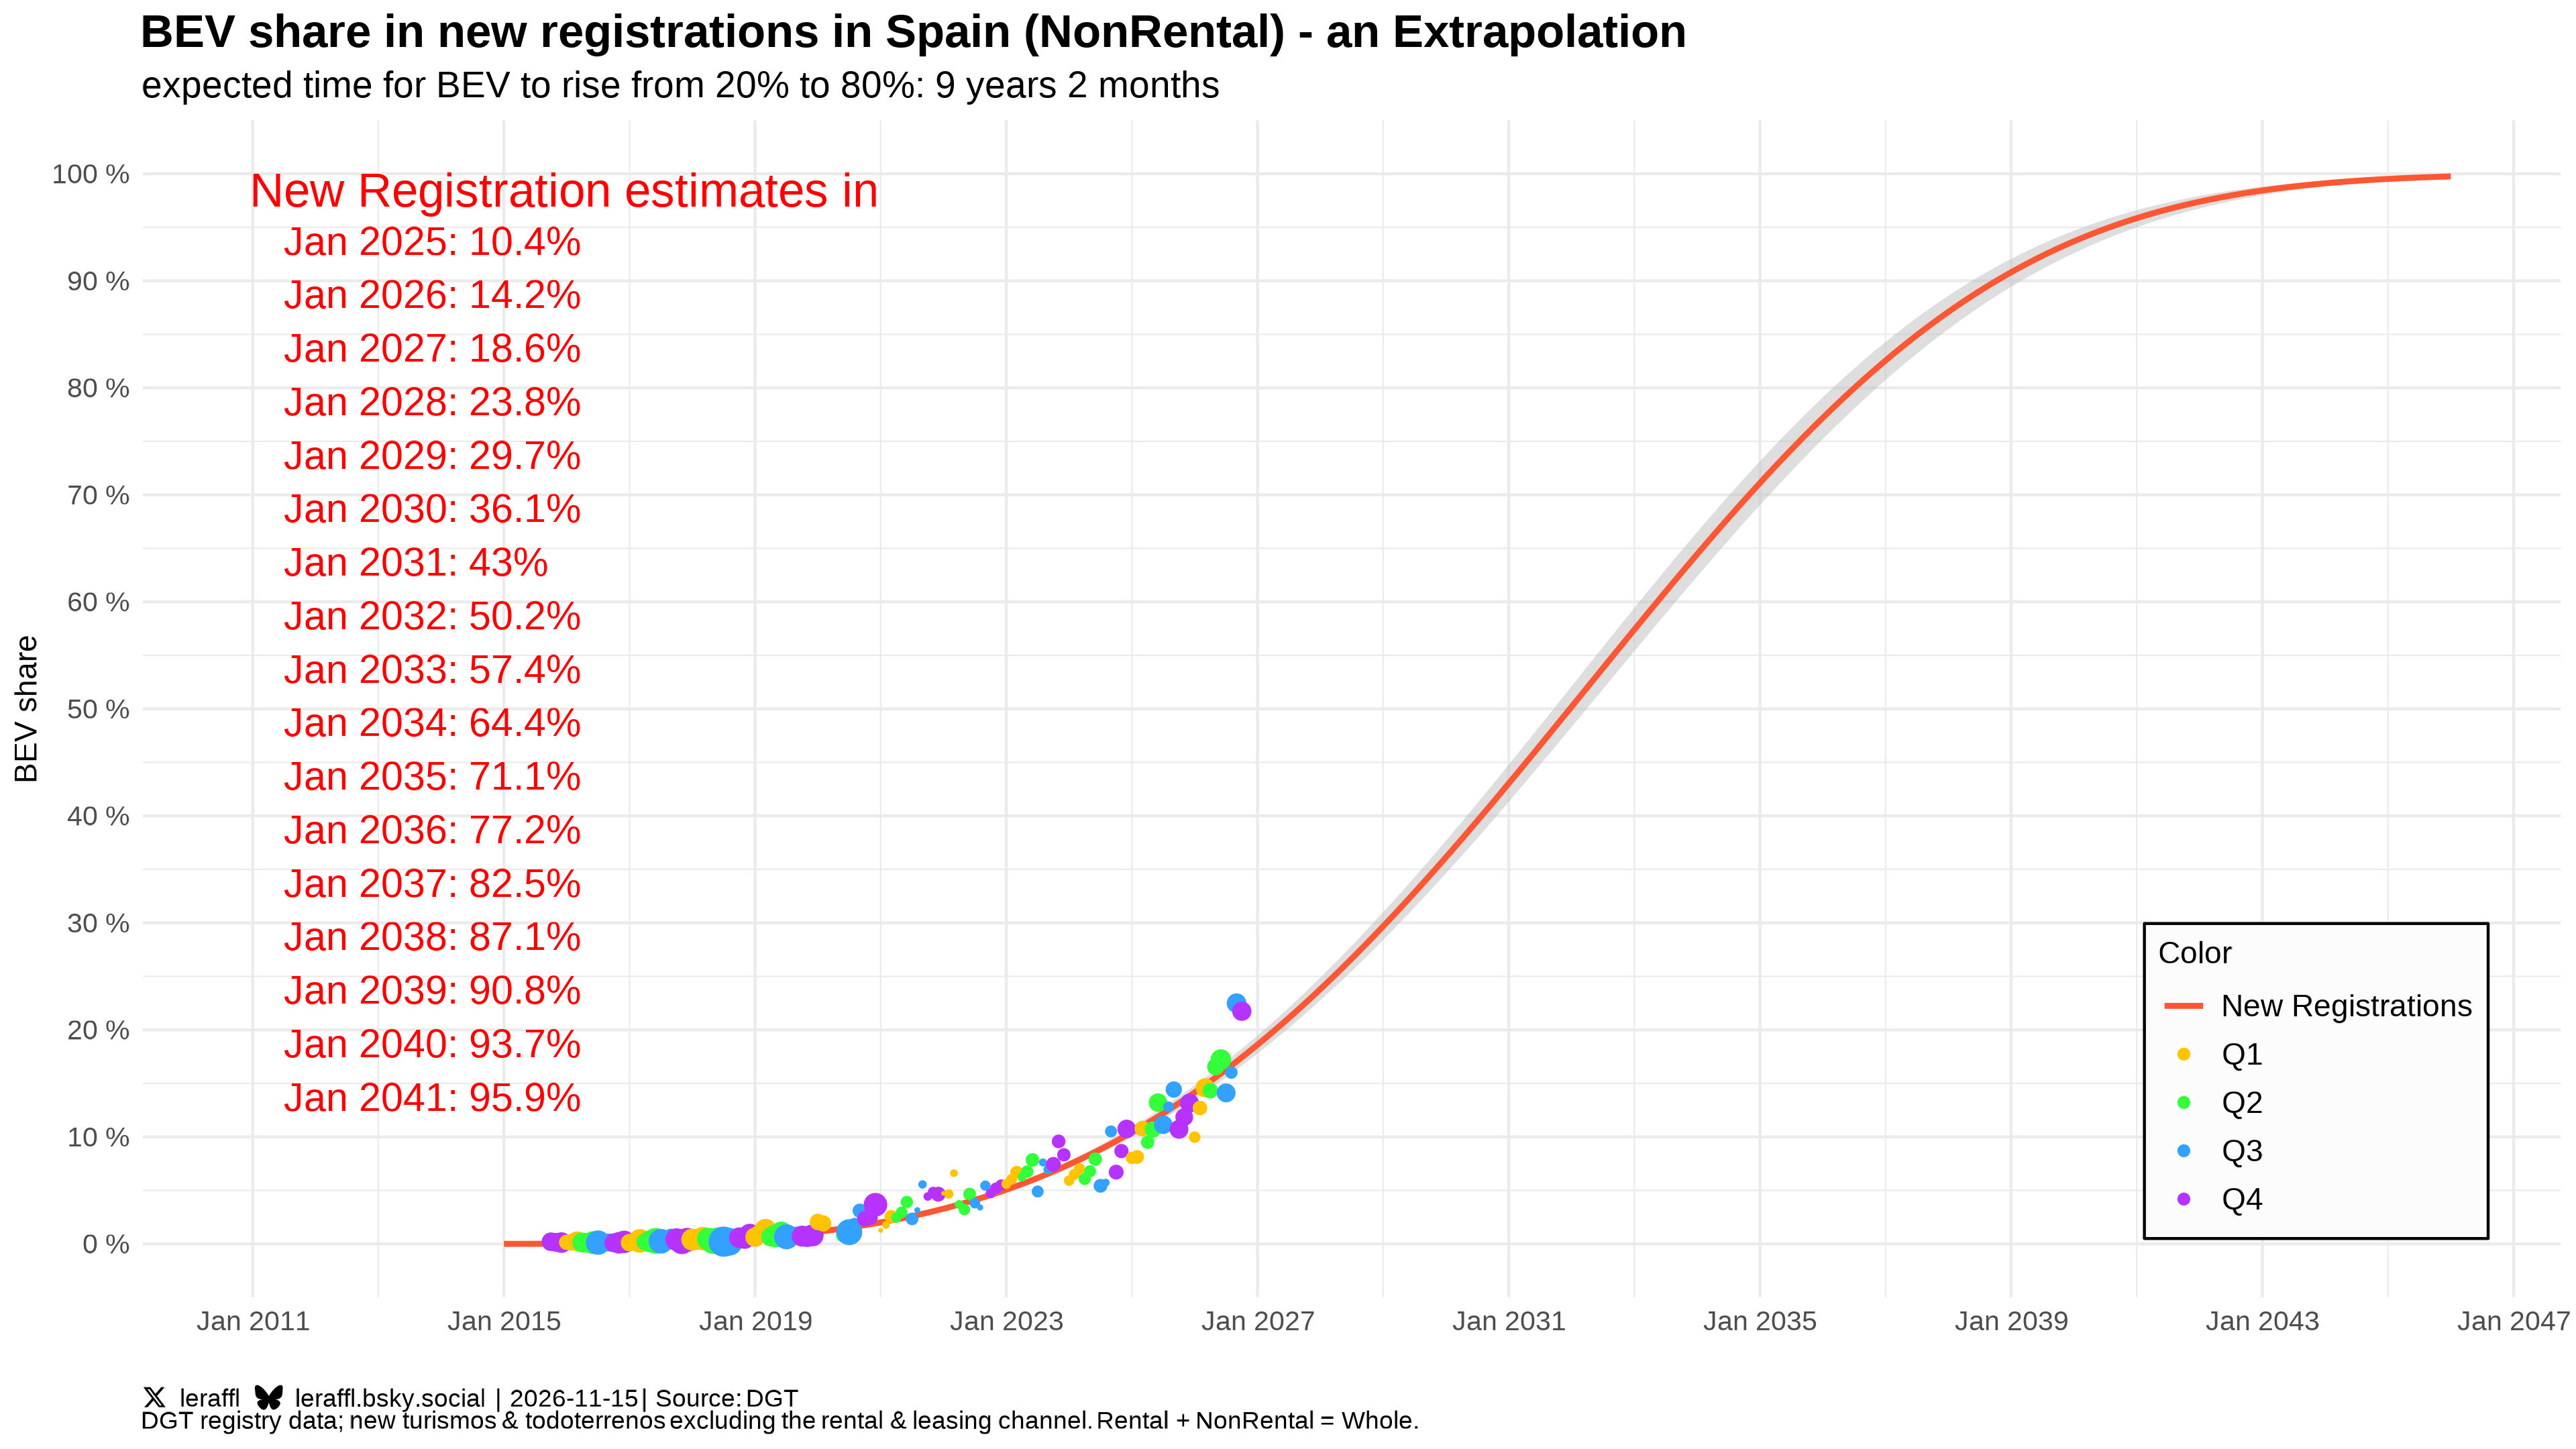 BEV share in new registrations in Spain (NonRental) - an Extrapolation
expected time for BEV to rise from 20% to 80%: 9 years 2 months
BEV share
100 %
90 %
80 %
70 %
60 %
50 %
40 %
30 %
20 %
10 %
0 %
New Registration estimates in
Jan 2025: 10.4%
Jan 2026: 14.2%
Jan 2027: 18.6%
Jan 2028: 23.8%
Jan 2029: 29.7%
Jan 2030: 36.1%
Jan 2031: 43%
Jan 2032: 50.2%
Jan 2033: 57.4%
Jan 2034: 64.4%
Jan 2035: 71.1%
Jan 2036: 77.2%
Jan 2037: 82.5%
Jan 2038: 87.1%
Jan 2039: 90.8%
Jan 2040: 93.7%
Jan 2041: 95.9%
Color
New Registrations
Q1
Q2
Q3
Q4
Jan 2011 Jan 2015 Jan 2019 Jan 2023 Jan 2027 Jan 2031 Jan 2035 Jan 2039 Jan 2043 Jan 2047
leraffl leraffl.bsky.social | 2026-11-15 | Source: DGT
DGT registry data; new turismos & todoterrenos excluding the rental & leasing channel. Rental + NonRental = Whole.